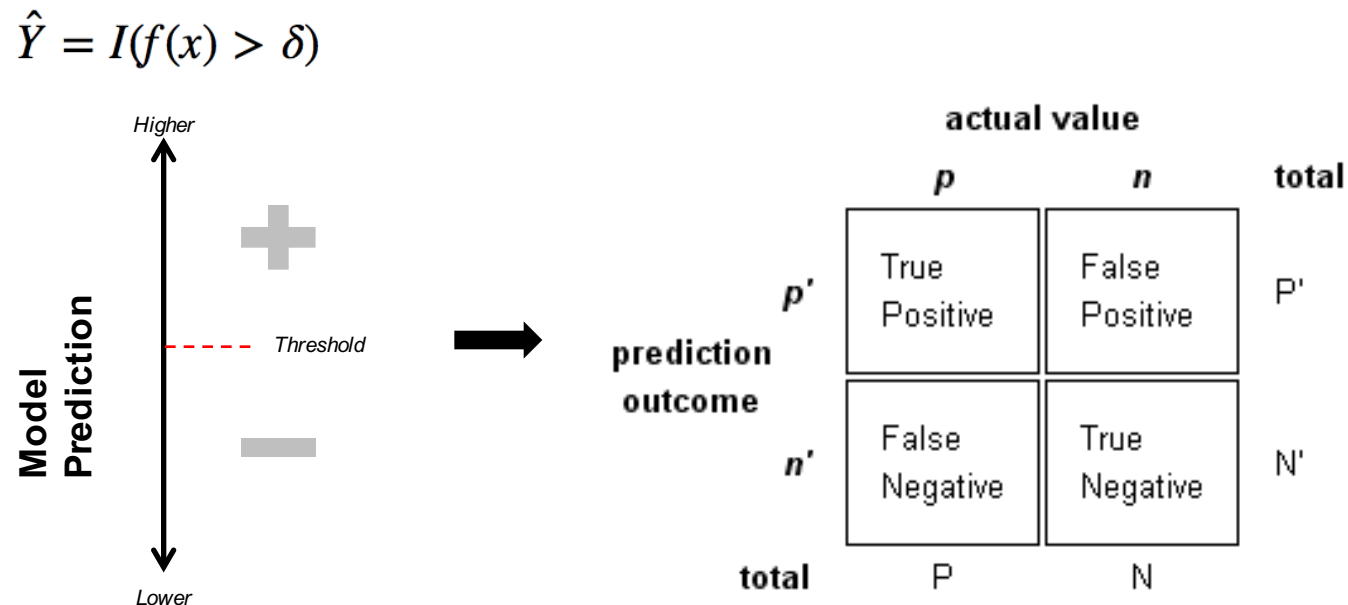 Ŷ = I(f(x) > δ)
Higher
Model
Prediction
Threshold
Lower
actual value
p n total
p' True Positive False Positive P'
prediction
outcome
n' False Negative True Negative N'
total P N